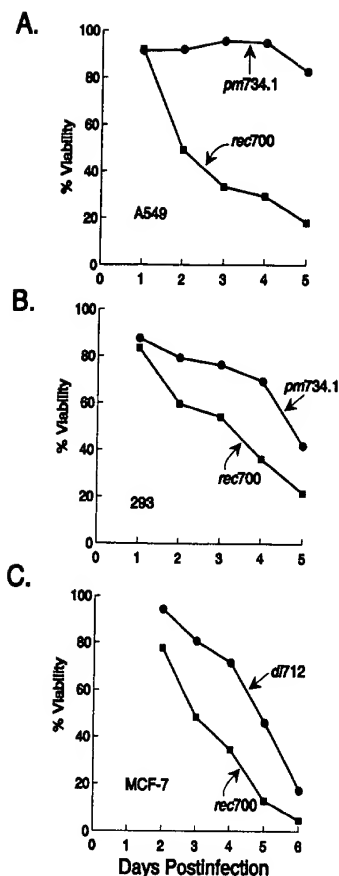 A.
100
80
60
40
20
0
% Viability
pm734.1
rec700
A549
0 1 2 3 4 5
B.
100
80
60
40
20
0
% Viability
pm734.1
rec700
293
0 1 2 3 4 5
C.
100
80
60
40
20
0
% Viability
dl712
rec700
MCF-7
0 1 2 3 4 5 6
Days Postinfection